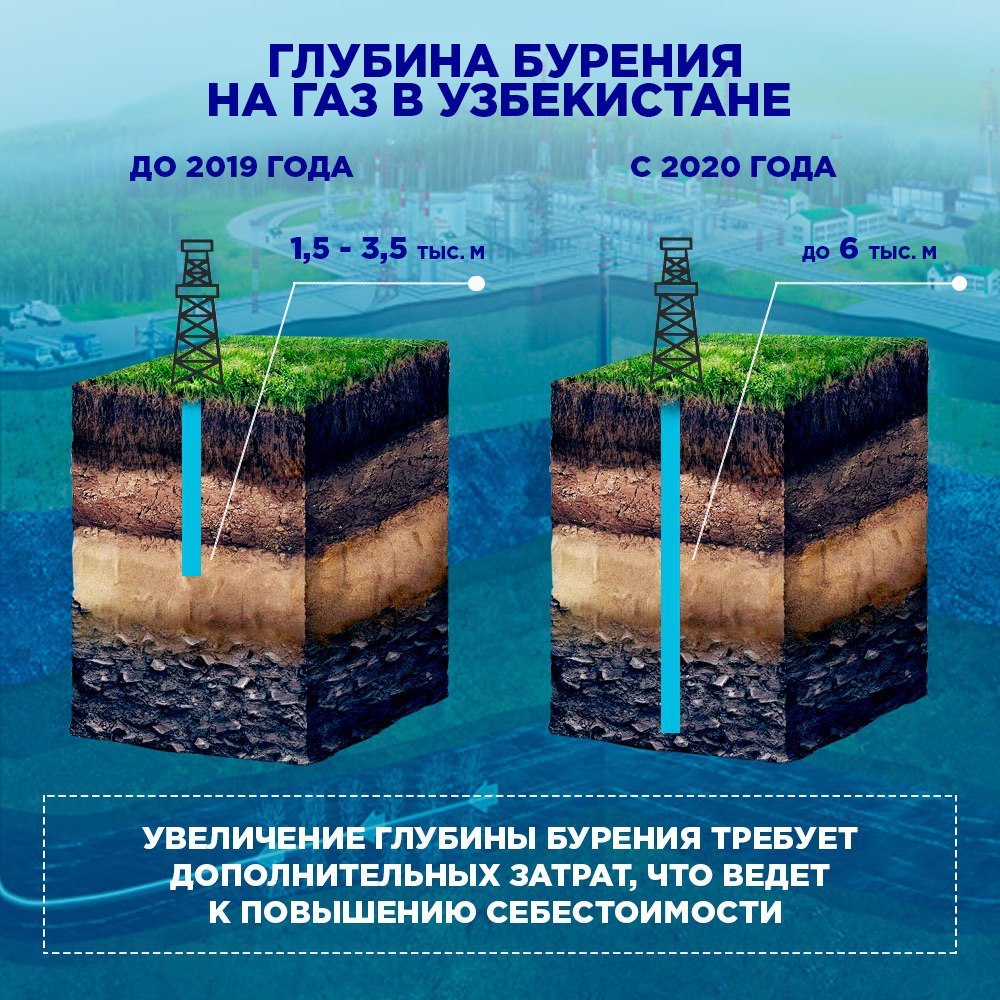 ГЛУБИНА БУРЕНИЯ
НА ГАЗ В УЗБЕКИСТАНЕ
ДО 2019 ГОДА
С 2020 ГОДА
1,5 - 3,5 ТЫС. М
ДО 6 ТЫС. М
УВЕЛИЧЕНИЕ ГЛУБИНЫ БУРЕНИЯ ТРЕБУЕТ
ДОПОЛНИТЕЛЬНЫХ ЗАТРАТ, ЧТО ВЕДЕТ
К ПОВЫШЕНИЮ СЕБЕСТОИМОСТИ